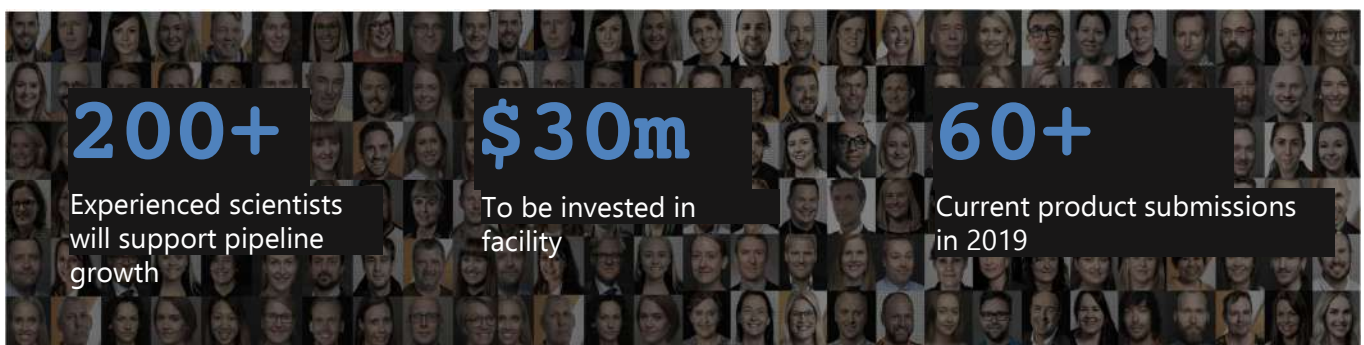 200+
Experienced scientists
will support pipeline
growth
$30m
To be invested in
facility
60+
Current product submissions
in 2019